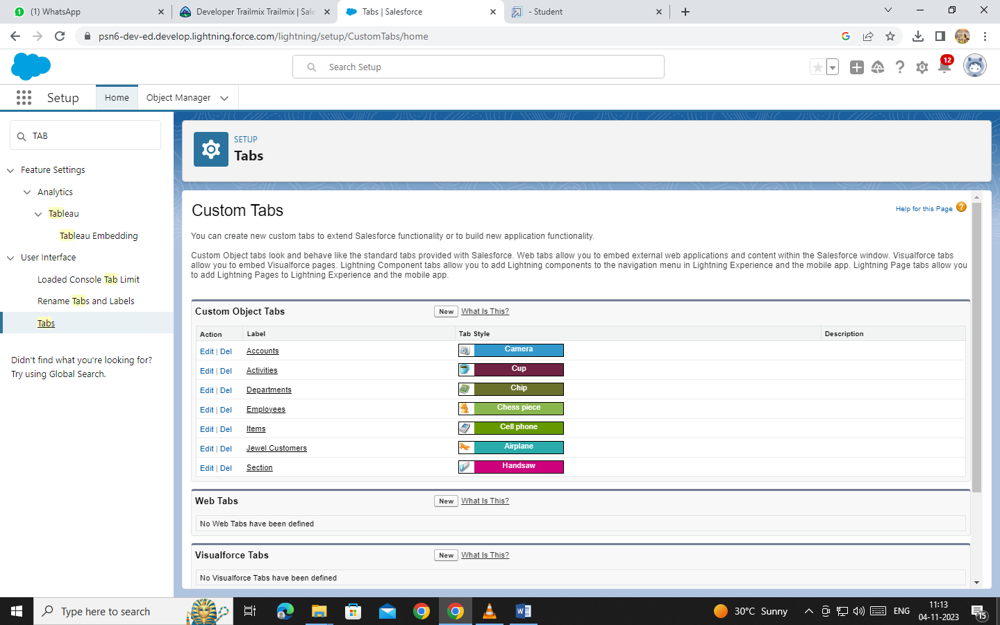 (1) WhatsApp
Developer Trailmix Trailmix | Sale
Tabs | Salesforce
- Student
psn6-dev-ed.develop.lightning.force.com/lightning/setup/CustomTabs/home
Search Setup
12
Setup
Home
Object Manager
TAB
Feature Settings
Analytics
Tableau
Tableau Embedding
User Interface
Loaded Console Tab Limit
Rename Tabs and Labels
Tabs
Didn't find what you're looking for?
Try using Global Search.
SETUP
Tabs
Custom Tabs
Help for this Page ?
You can create new custom tabs to extend Salesforce functionality or to build new application functionality.
Custom Object tabs look and behave like the standard tabs provided with Salesforce. Web tabs allow you to embed external web applications and content within the Salesforce window. Visualforce tabs
allow you to embed Visualforce pages. Lightning Component tabs allow you to add Lightning components to the navigation menu in Lightning Experience and the mobile app. Lightning Page tabs allow you
to add Lightning Pages to Lightning Experience and the mobile app.
Custom Object Tabs New What Is This?
Action Label Tab Style Description
Edit | Del Accounts Camera
Edit | Del Activities Cup
Edit | Del Departments Chip
Edit | Del Employees Chess piece
Edit | Del Items Cell phone
Edit | Del Jewel Customers Airplane
Edit | Del Section Handsaw
Web Tabs New What Is This?
No Web Tabs have been defined
Visualforce Tabs New What Is This?
No Visualforce Tabs have been defined
Type here to search
30°C Sunny
ENG
11:13
04-11-2023
15